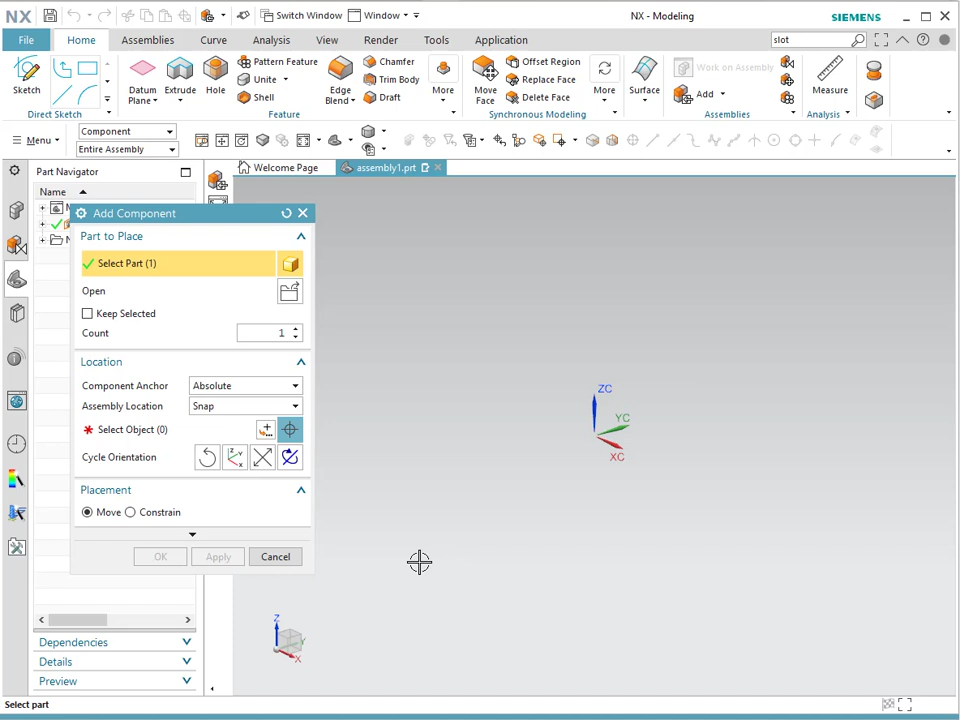 NX
Switch Window
Window
NX - Modeling
SIEMENS
File
Home
Assemblies
Curve
Analysis
View
Render
Tools
Application
slot
Sketch
Direct Sketch
Datum
Plane
Extrude
Hole
Pattern Feature
Unite
Shell
Edge
Blend
Chamfer
Trim Body
Draft
More
Feature
Move
Face
Offset Region
Replace Face
Delete Face
More
Synchronous Modeling
Surface
Work on Assembly
Add
Assemblies
Measure
Analysis
Menu
Component
Entire Assembly
Part Navigator
Welcome Page
assembly1.prt
Name
Add Component
Part to Place
Select Part (1)
Open
Keep Selected
Count
1
Location
Component Anchor
Absolute
Assembly Location
Snap
* Select Object (0)
Cycle Orientation
Placement
Move
Constrain
OK
Apply
Cancel
ZC
YC
XC
Z
Y
X
Dependencies
Details
Preview
Select part